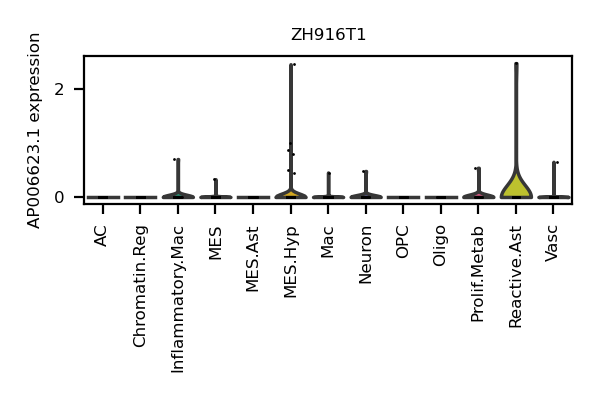 ZH916T1
AP006623.1 expression
2
0
AC
Chromatin.Reg
Inflammatory.Mac
MES
MES.Ast
MES.Hyp
Mac
Neuron
OPC
Oligo
Prolif.Metab
Reactive.Ast
Vasc